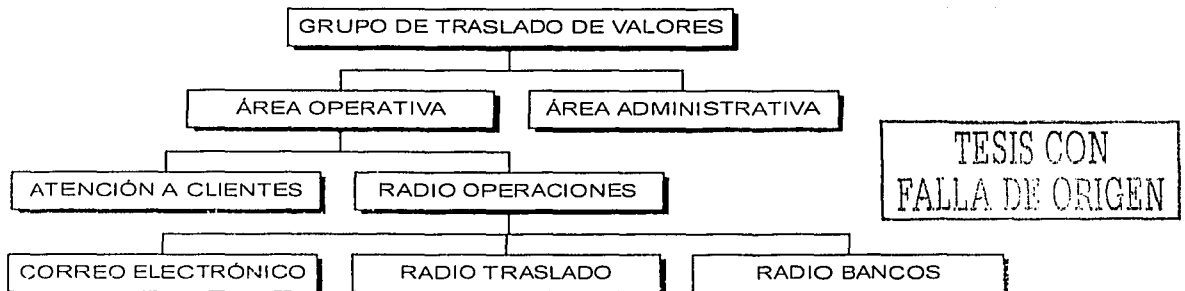 GRUPO DE TRASLADO DE VALORES
ÁREA OPERATIVA
ÁREA ADMINISTRATIVA
TESIS CON
FALLA DE ORIGEN
ATENCIÓN A CLIENTES
RADIO OPERACIONES
CORREO ELECTRÓNICO
RADIO TRASLADO
RADIO BANCOS